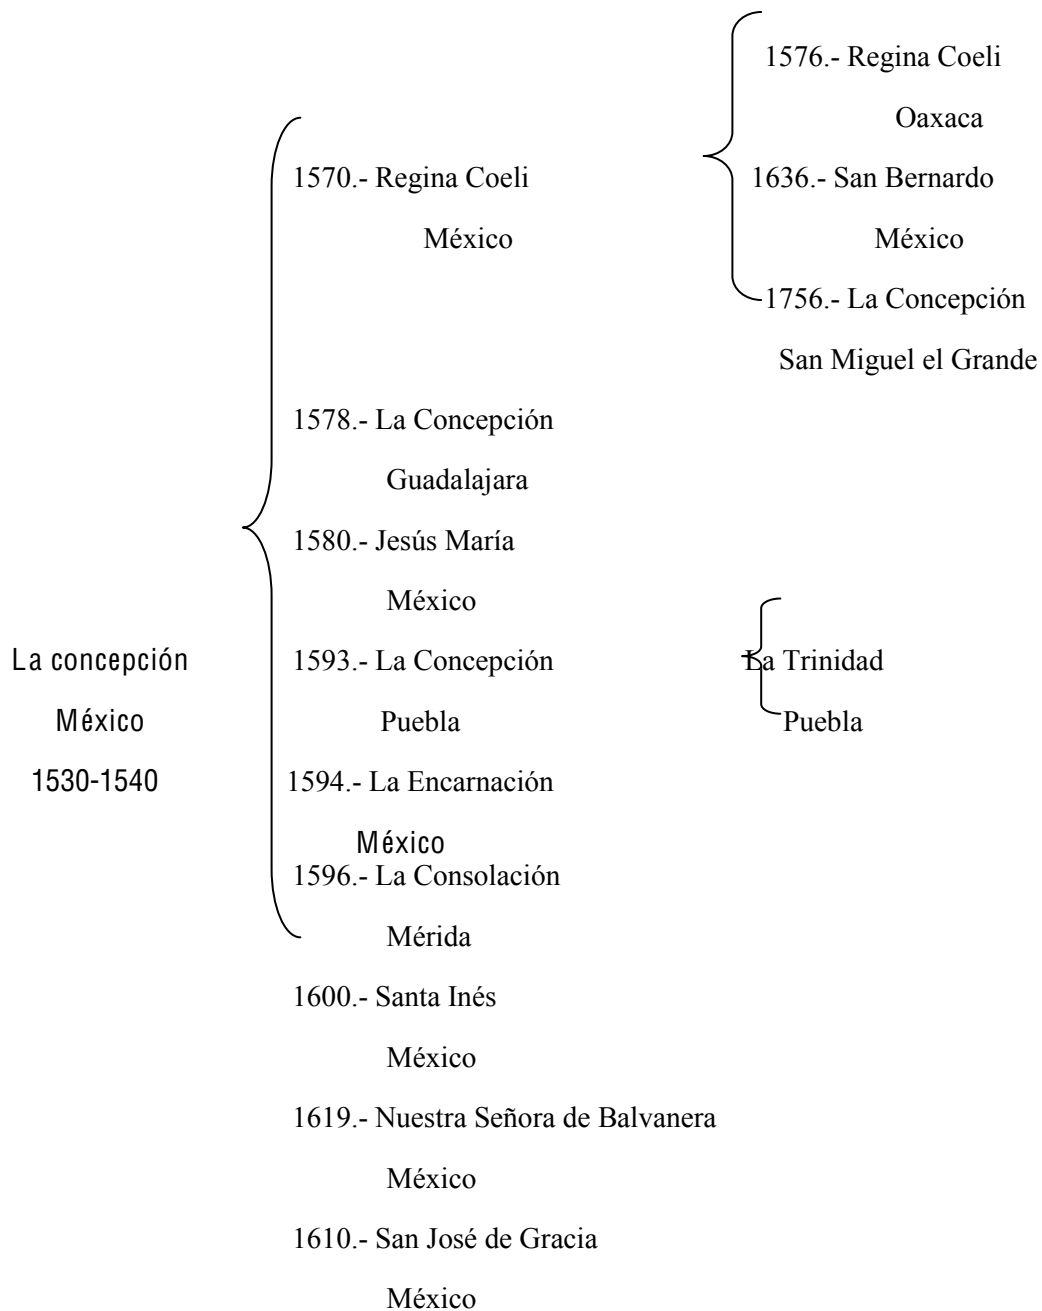 La concepción
México
1530-1540
1570.- Regina Coeli
México
1578.- La Concepción
Guadalajara
1580.- Jesús María
México
1593.- La Concepción
Puebla
1594.- La Encarnación
México
1596.- La Consolación
Mérida
1600.- Santa Inés
México
1619.- Nuestra Señora de Balvanera
México
1610.- San José de Gracia
México
1576.- Regina Coeli
Oaxaca
1636.- San Bernardo
México
1756.- La Concepción
San Miguel el Grande
La Trinidad
Puebla